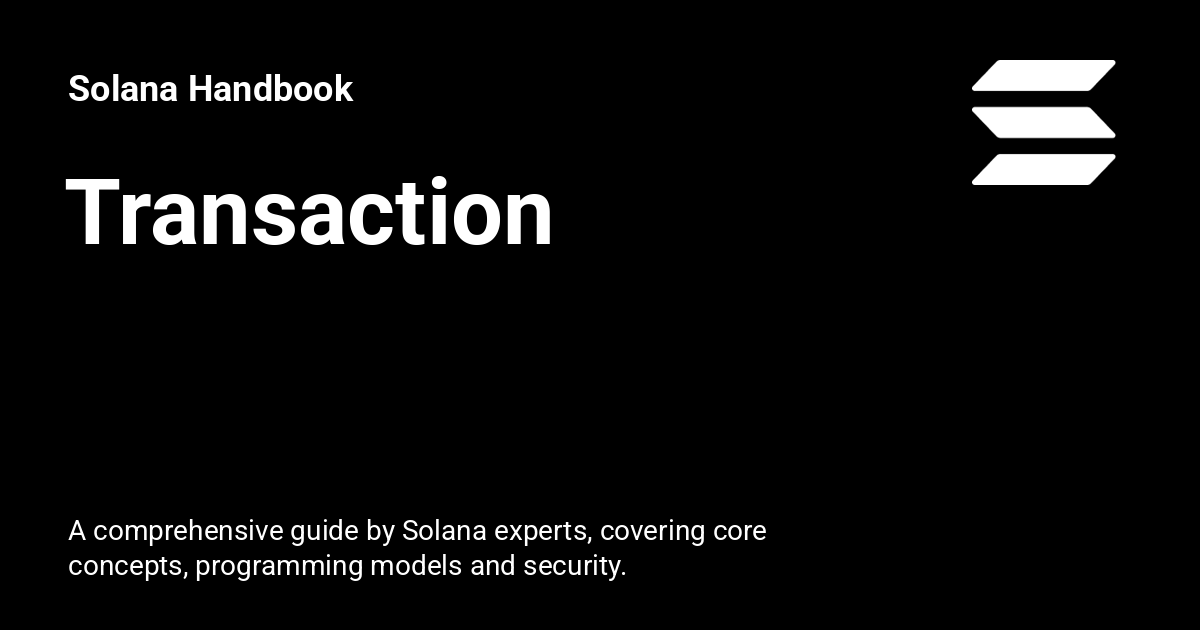 Solana Handbook
Transaction
A comprehensive guide by Solana experts, covering core
concepts, programming models and security.